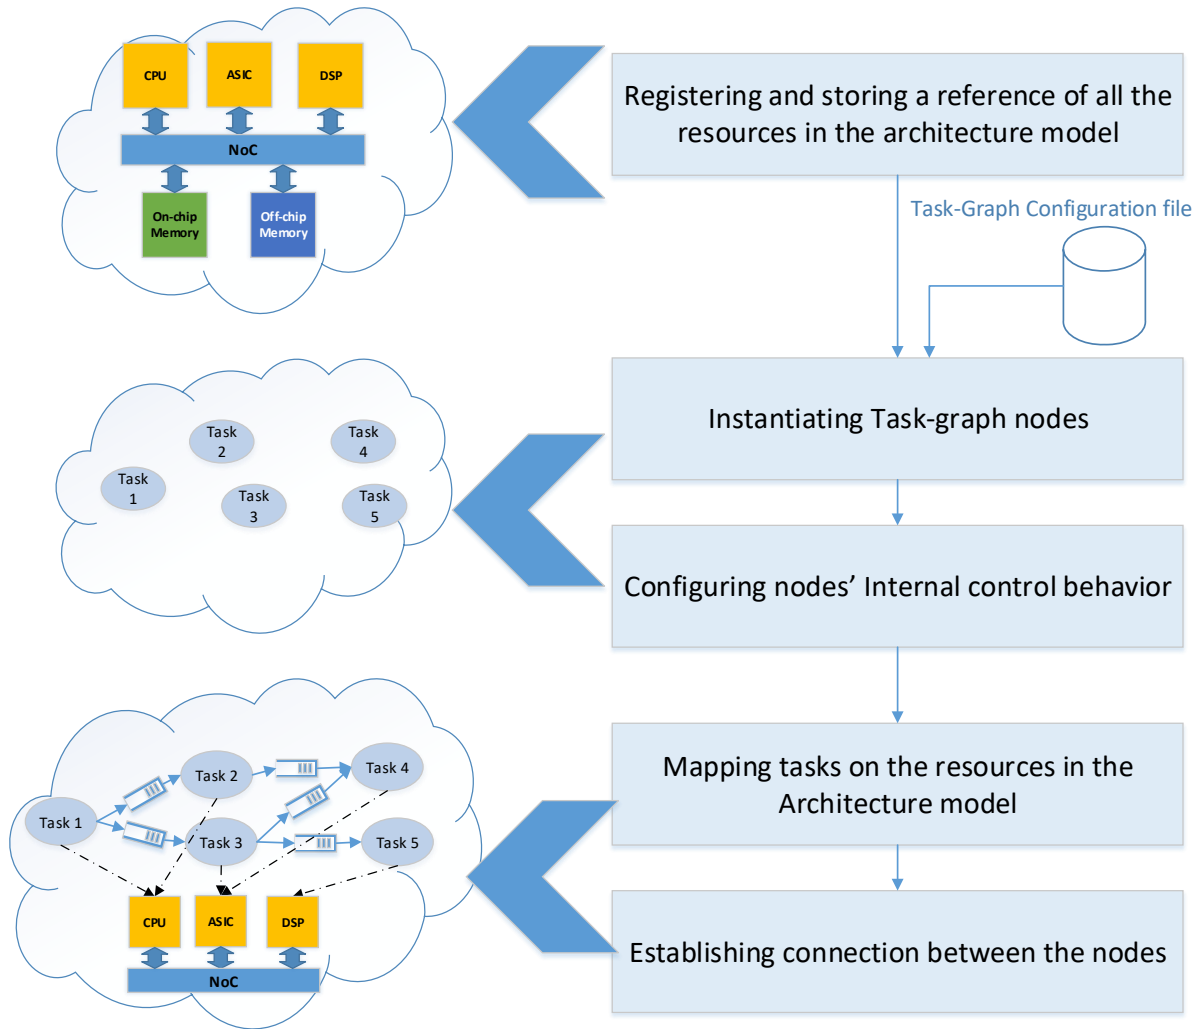 CPU
ASIC
DSP
NoC
On-chip
Memory
Off-chip
Memory
Registering and storing a reference of all the
resources in the architecture model
Task-Graph Configuration file
Task
1
Task
2
Task
3
Task
4
Task
5
Instantiating Task-graph nodes
Configuring nodes’ Internal control behavior
Task 1
Task 2
Task 3
Task 4
Task 5
CPU
ASIC
DSP
NoC
Mapping tasks on the resources in the
Architecture model
Establishing connection between the nodes